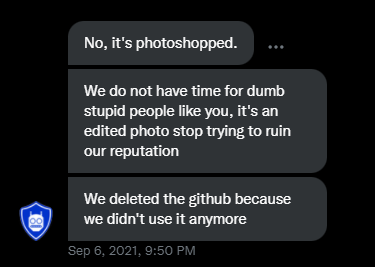 No, it's photoshopped.
We do not have time for dumb
stupid people like you, it's an
edited photo stop trying to ruin
our reputation
We deleted the github because
we didn't use it anymore
Sep 6, 2021, 9:50 PM